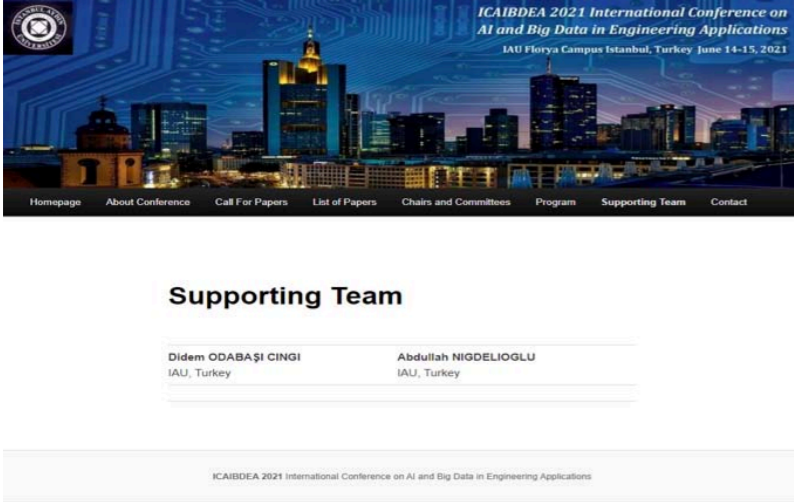 ICAIBDEA 2021 International Conference on
AI and Big Data in Engineering Applications
IAU Florya Campus Istanbul, Turkey June 14-15, 2021
Homepage About Conference Call For Papers List of Papers Chairs and Committees Program Supporting Team Contact
Supporting Team
Didem ODABAŞI CINGI Abdullah NIGDELIOGLU
IAU, Turkey IAU, Turkey
ICAIBDEA 2021 International Conference on AI and Big Data in Engineering Applications